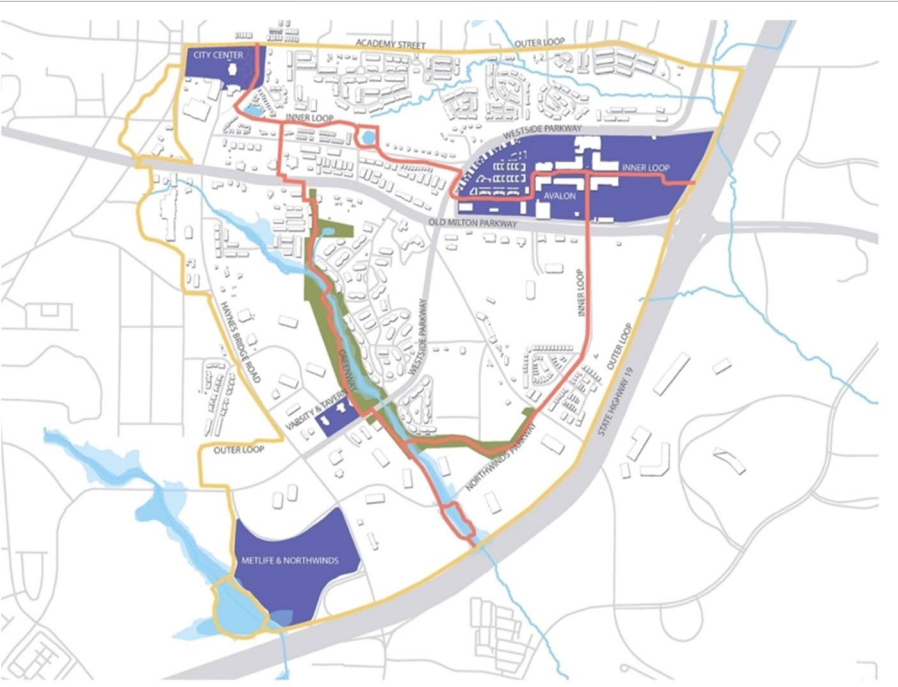 CITY CENTER
ACADEMY STREET
OUTER LOOP
INNER LOOP
WESTSIDE PARKWAY
INNER LOOP
AVALON
OLD MILTON PARKWAY
INNER LOOP
HAYNES BRIDGE ROAD
WESTSIDE PARKWAY
OUTER LOOP
GREENWAY
STATE HIGHWAY 19
VARSITY & TAVERN
OUTER LOOP
NORTHWINDS PARKWAY
METLIFE & NORTHWINDS